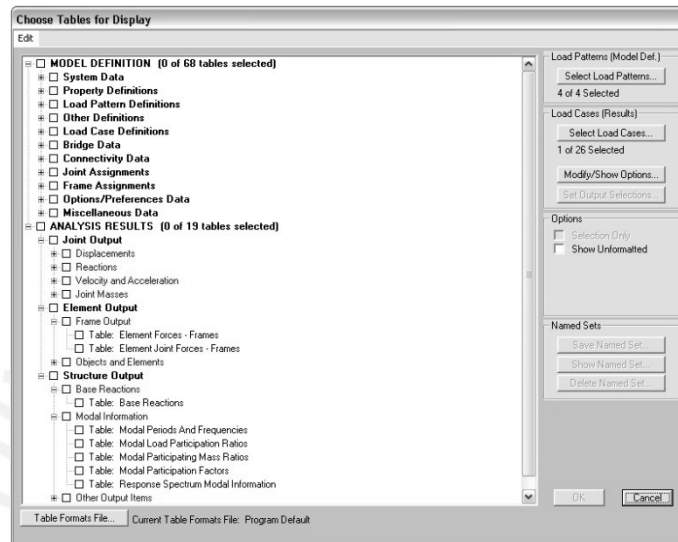 Choose Tables for Display
Edit
MODEL DEFINITION (0 of 68 tables selected)
System Data
Property Definitions
Load Pattern Definitions
Other Definitions
Load Case Definitions
Bridge Data
Connectivity Data
Joint Assignments
Frame Assignments
Options/Preferences Data
Miscellaneous Data
ANALYSIS RESULTS (0 of 19 tables selected)
Joint Output
Displacements
Reactions
Velocity and Acceleration
Joint Masses
Element Output
Frame Output
Table: Element Forces - Frames
Table: Element Joint Forces - Frames
Objects and Elements
Structure Output
Base Reactions
Table: Base Reactions
Modal Information
Table: Modal Periods And Frequencies
Table: Modal Load Participation Ratios
Table: Modal Participating Mass Ratios
Table: Modal Participation Factors
Table: Response Spectrum Modal Information
Other Output Items
Table Formats File...
Current Table Formats File: Program Default
Load Patterns (Model Def.)
Select Load Patterns...
4 of 4 Selected
Load Cases (Results)
Select Load Cases...
1 of 26 Selected
Modify/Show Options...
Set Output Selections...
Options
Selection Only
Show Unformatted
Named Sets
Save Named Set...
Show Named Set...
Delete Named Set...
OK
Cancel